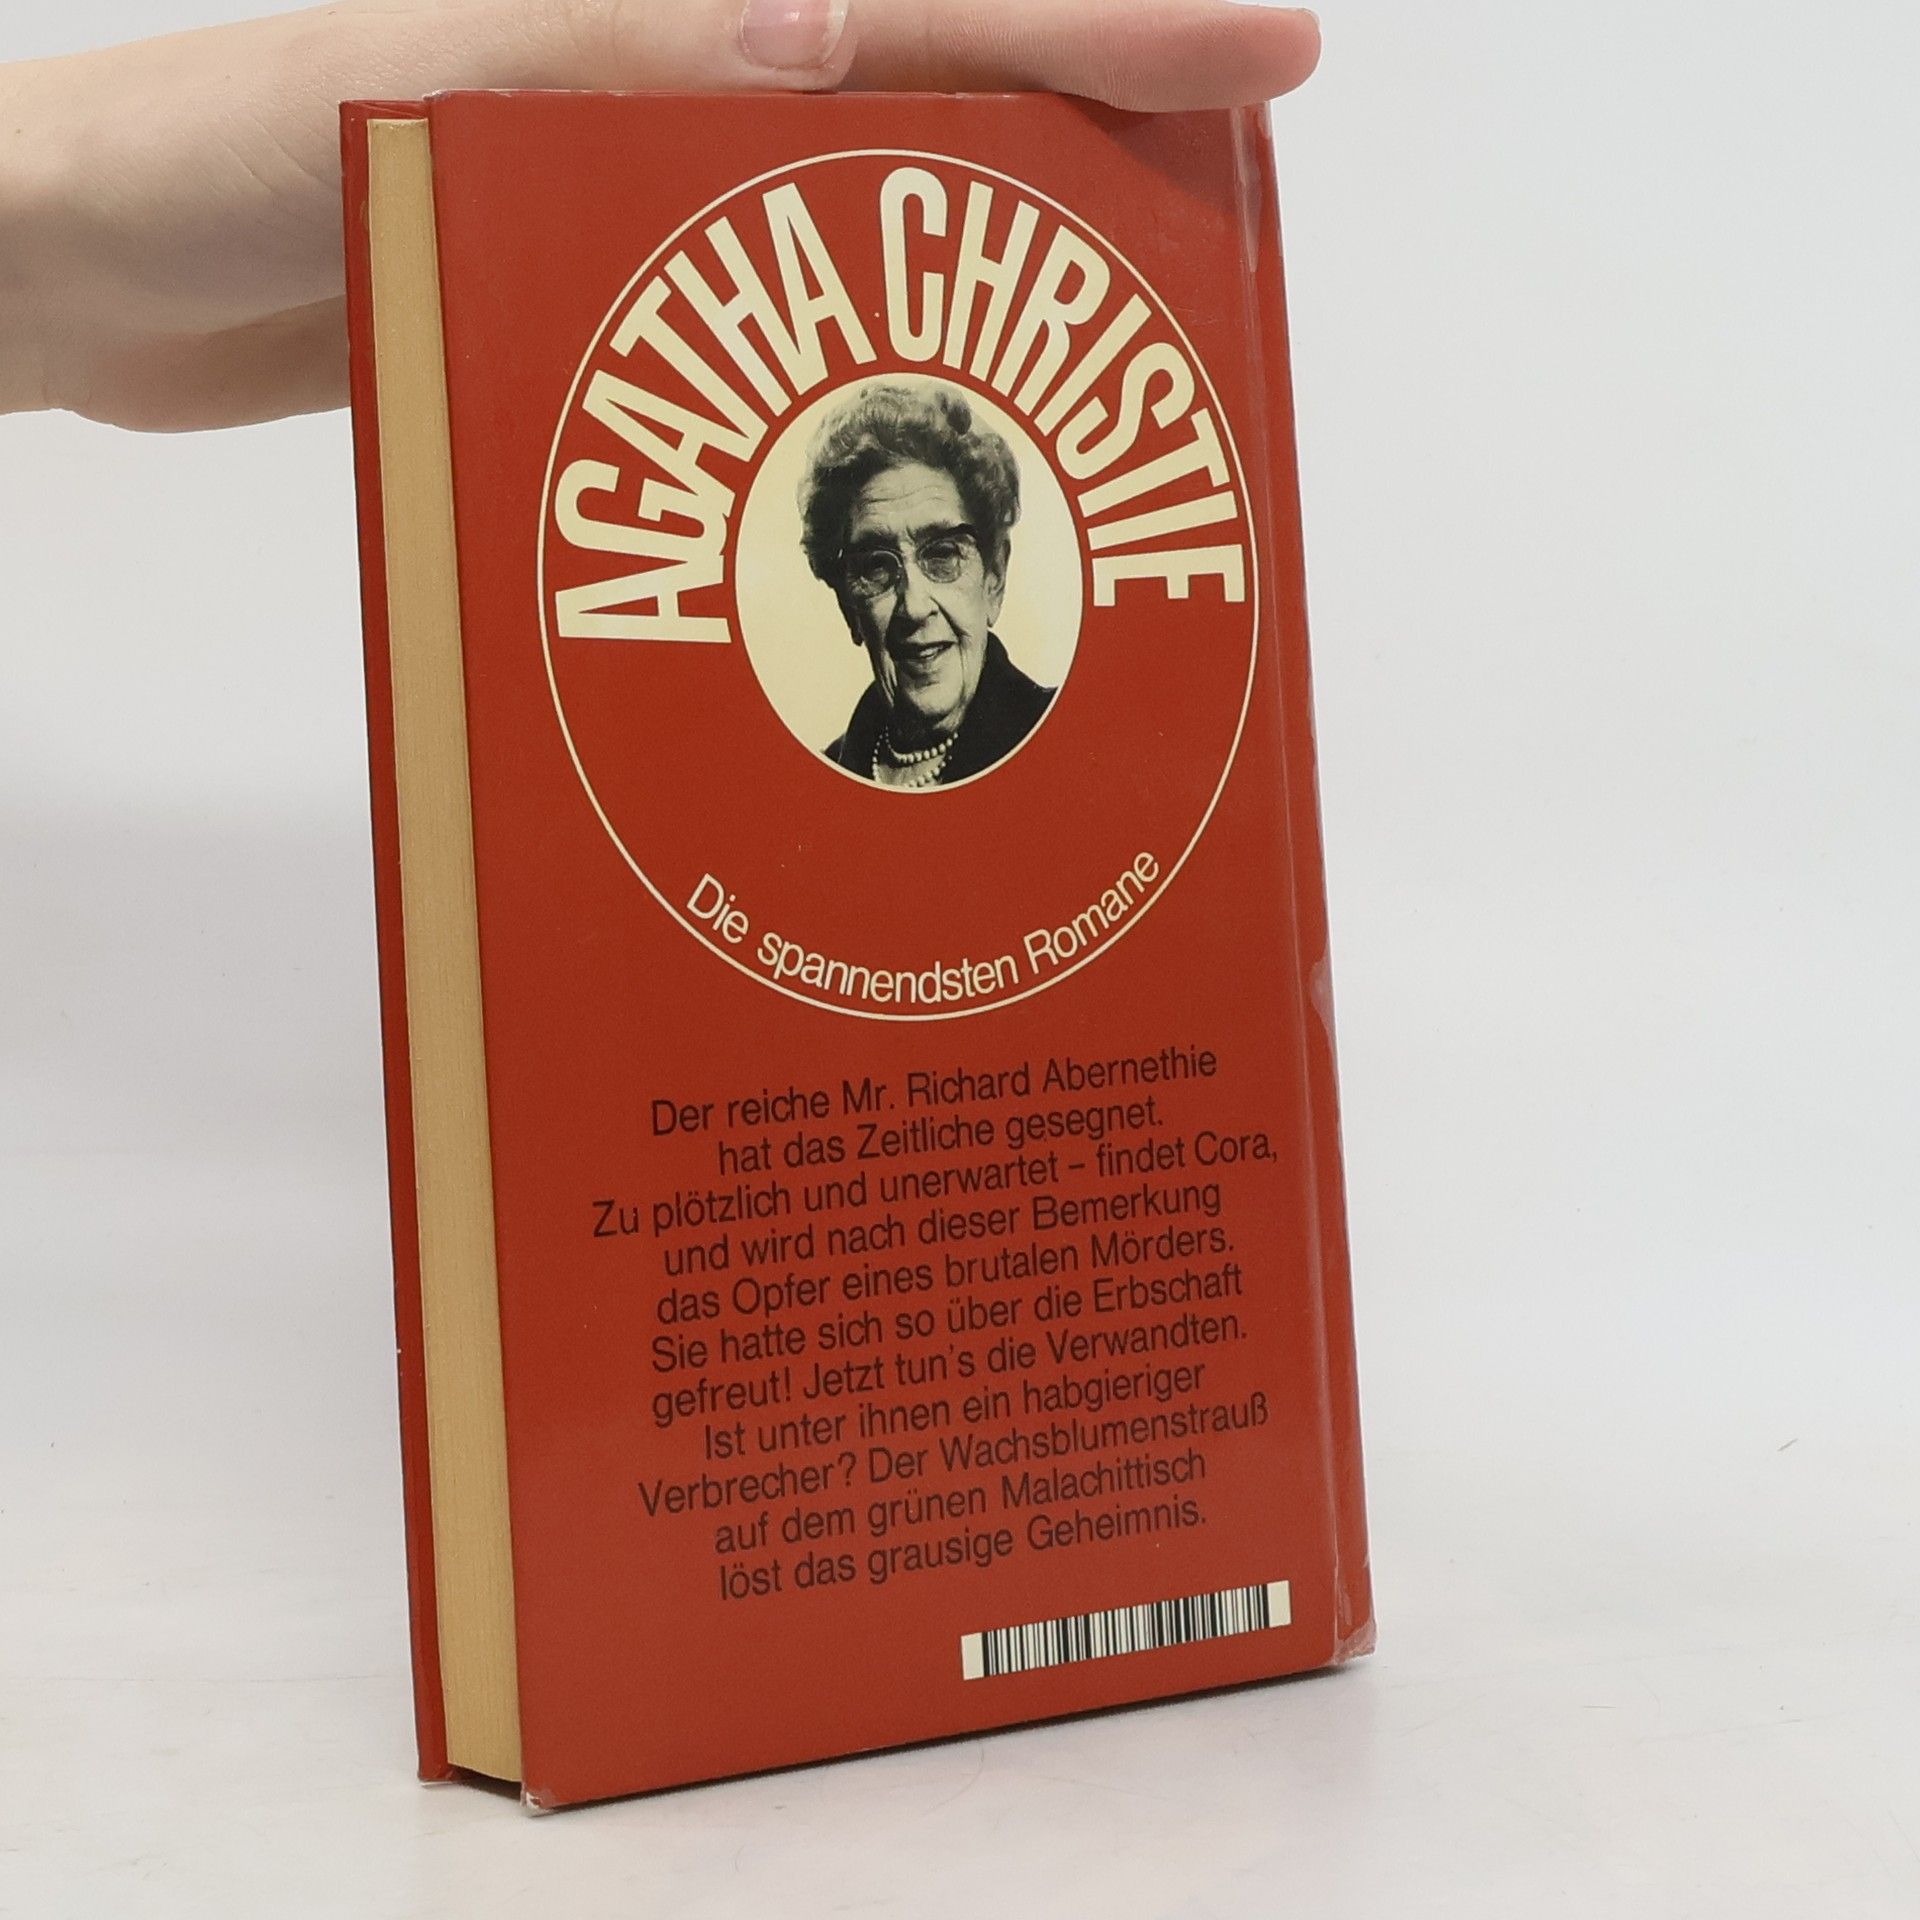 AGATHA CHRISTIE
Die spannendsten Romane
Der reiche Mr. Richard Abernethie
hat das Zeitliche gesegnet.
Zu plötzlich und unerwartet – findet Cora,
und wird nach dieser Bemerkung
das Opfer eines brutalen Mörders.
Sie hatte sich so über die Erbschaft
gefreut! Jetzt tun's die Verwandten.
Ist unter ihnen ein habgieriger
Verbrecher? Der Wachsblumenstrauß
auf dem grünen Malachittisch
löst das grausige Geheimnis.